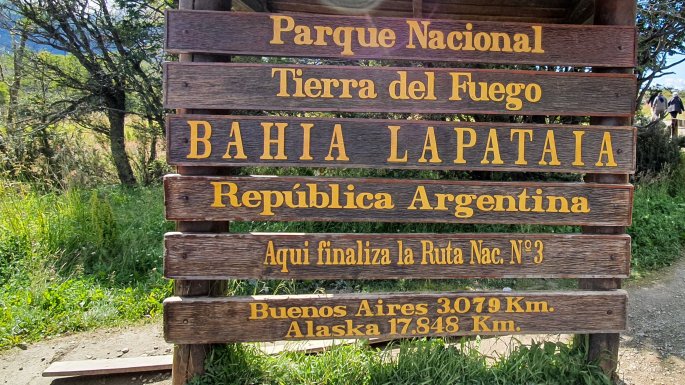 Parque Nacional
Tierra del Fuego
BAHIA LAPATAIA
República Argentina
Aqui finaliza la Ruta Nac. Nº3
Buenos Aires 3.079 Km.
Alaska 17.848 Km.